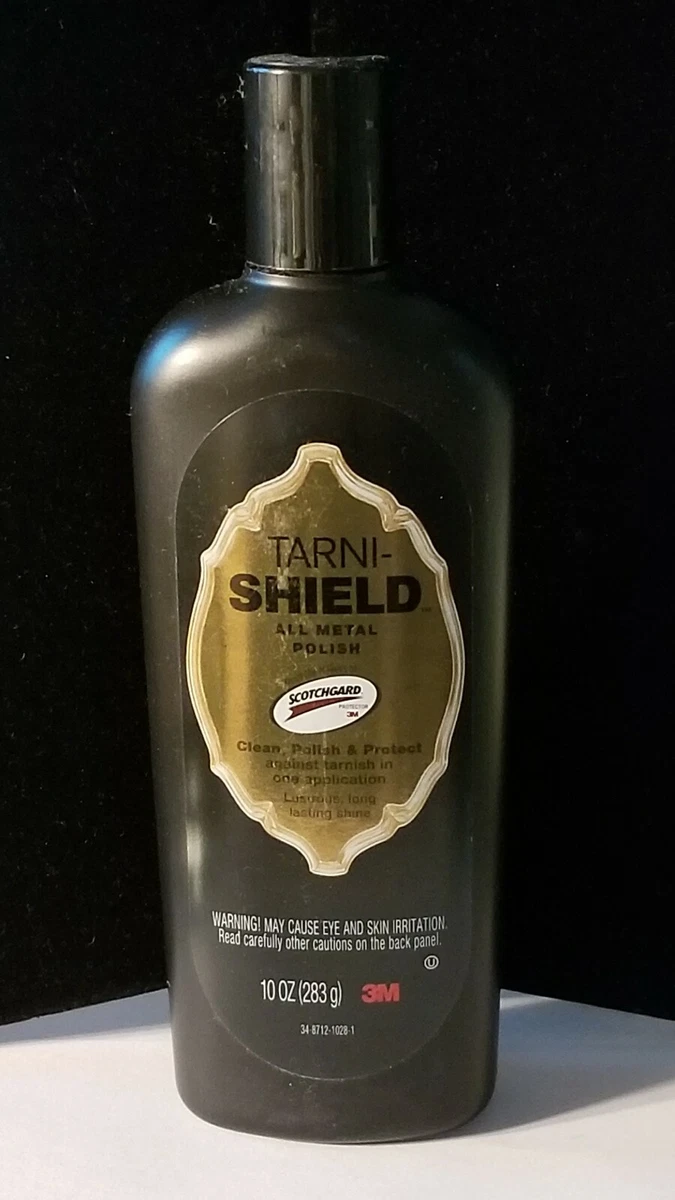 TARNI-
SHIELD
ALL METAL
POLISH
SCOTCHGARD
PROTECTOR
3M
Clean, Polish & Protect
against tarnish in
one application
Lustrous, long
lasting shine
WARNING! MAY CAUSE EYE AND SKIN IRRITATION.
Read carefully other cautions on the back panel.
U
10 OZ (283 g) 3M
34-8712-1028-1